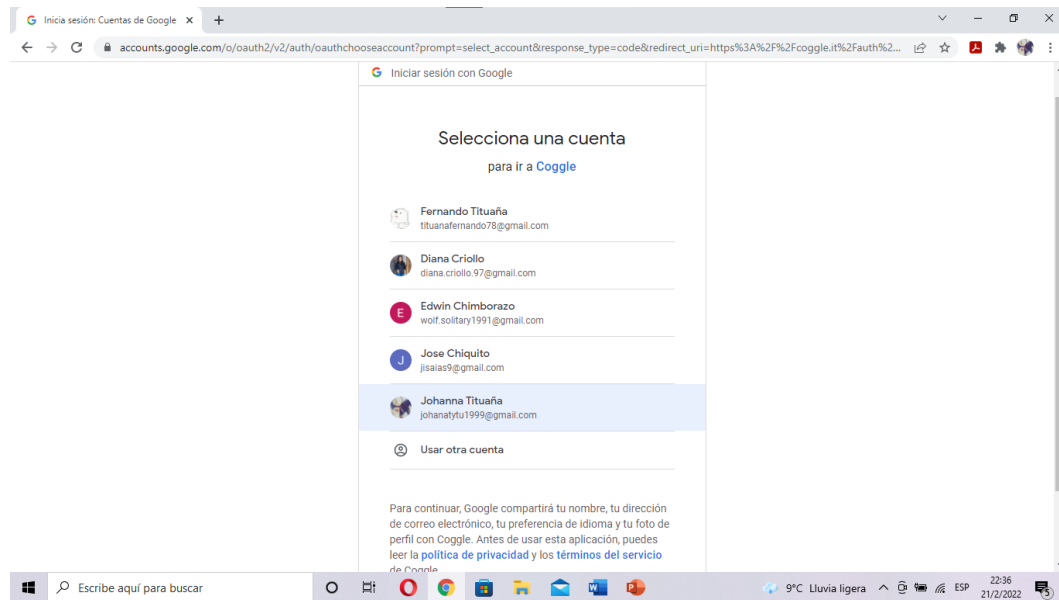 Inicia sesión: Cuentas de Google
accounts.google.com/o/oauth2/v2/auth/oauthchooseaccount?prompt=select_account&response_type=code&redirect_uri=https%3A%2F%2Fcoggle.it%2Fauth%2...
Iniciar sesión con Google
Selecciona una cuenta
para ir a Coggle
Fernando Tituaña
tituanafernando78@gmail.com
Diana Criollo
diana.criollo.97@gmail.com
E
Edwin Chimborazo
wolf.solitary1991@gmail.com
J
Jose Chiquito
jisaias9@gmail.com
Johanna Tituaña
johanatytu1999@gmail.com
Usar otra cuenta
Para continuar, Google compartirá tu nombre, tu dirección
de correo electrónico, tu preferencia de idioma y tu foto de
perfil con Coggle. Antes de usar esta aplicación, puedes
leer la política de privacidad y los términos del servicio
de Coggle
Escribe aquí para buscar
9°C Lluvia ligera
ESP
22:36
21/2/2022
5